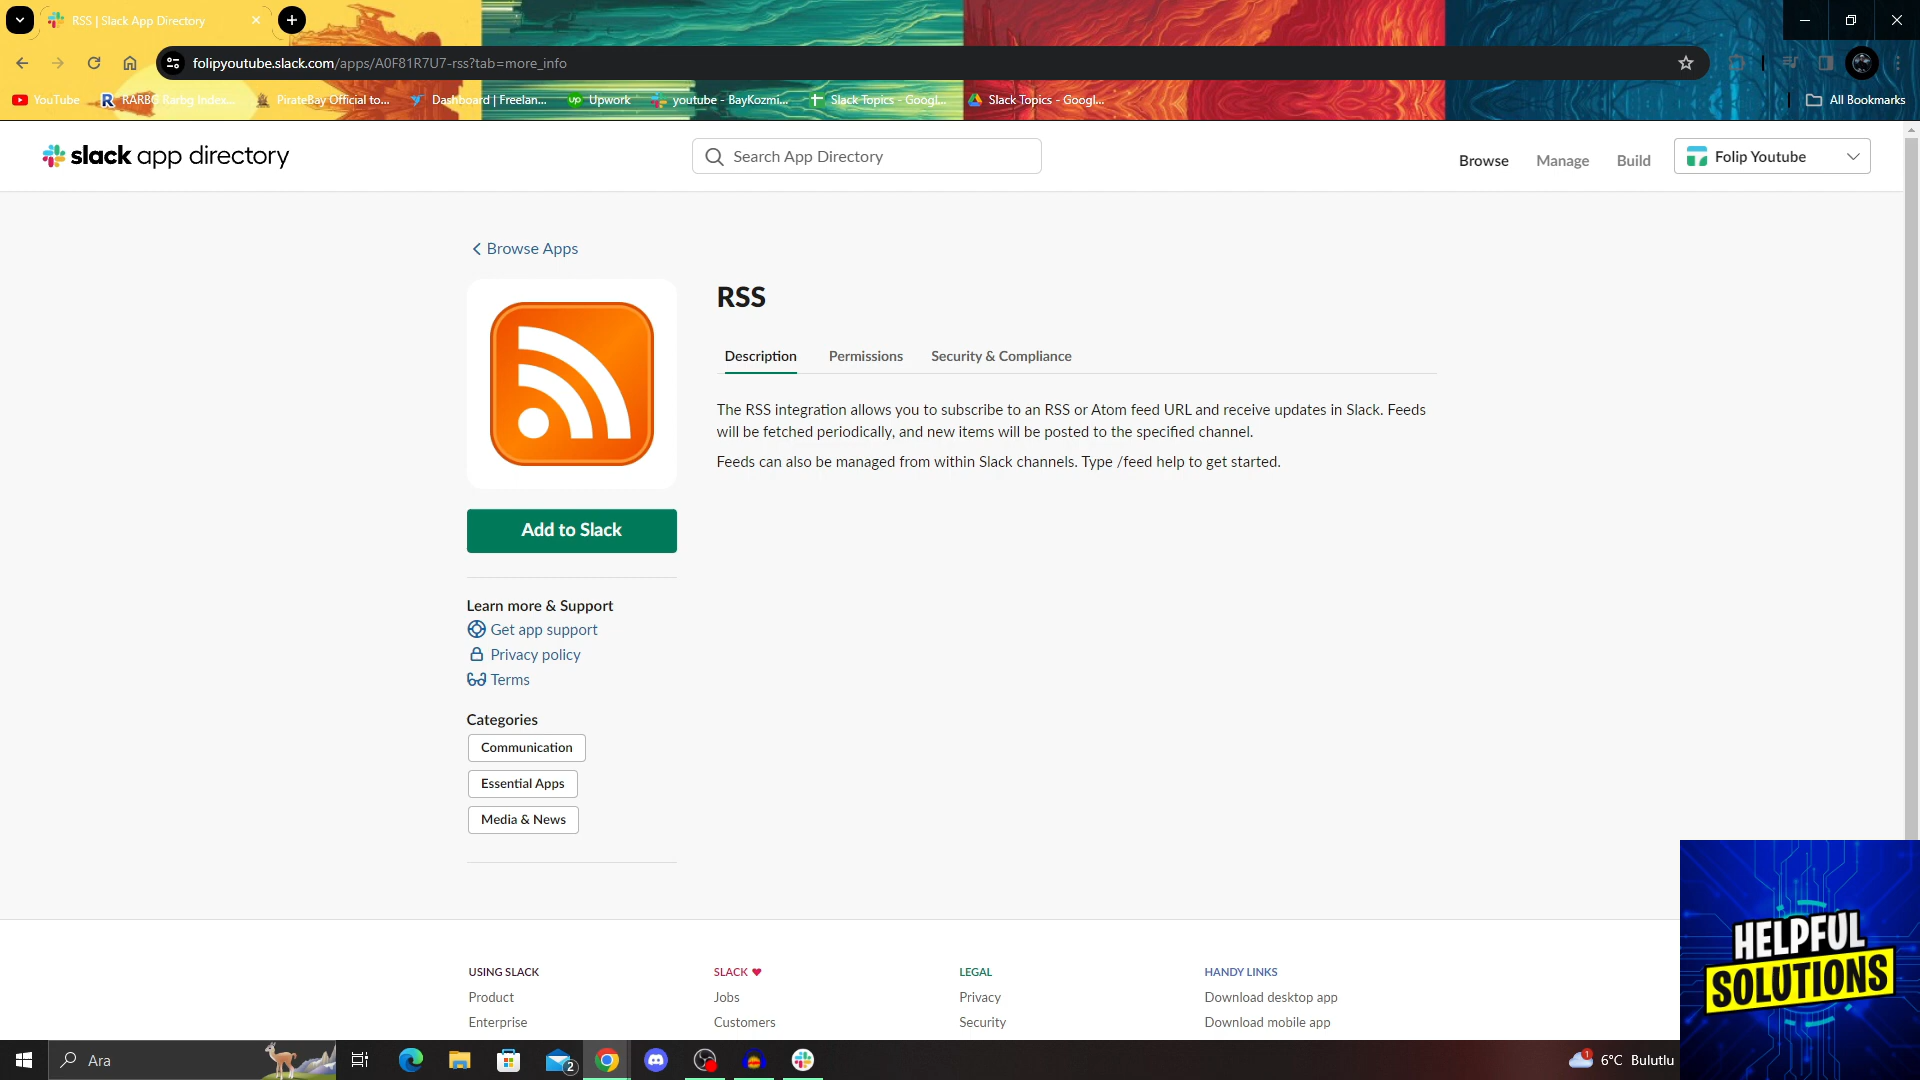 RSS | Slack App Directory
folipyoutube.slack.com/apps/A0F81R7U7-rss?tab=more_info
YouTube
RARBG Rarbg Index...
PirateBay Official to...
Dashboard | Freelan...
Upwork
youtube - BayKozmi...
Slack Topics - Googl...
Slack Topics - Googl...
All Bookmarks
slack app directory
Search App Directory
Browse
Manage
Build
Folip Youtube
Browse Apps
RSS
Description
Permissions
Security & Compliance
The RSS integration allows you to subscribe to an RSS or Atom feed URL and receive updates in Slack. Feeds
will be fetched periodically, and new items will be posted to the specified channel.
Feeds can also be managed from within Slack channels. Type /feed help to get started.
Add to Slack
Learn more & Support
Get app support
Privacy policy
Terms
Categories
Communication
Essential Apps
Media & News
USING SLACK
Product
Enterprise
SLACK
Jobs
Customers
LEGAL
Privacy
Security
HANDY LINKS
Download desktop app
Download mobile app
HELPFUL
SOLUTIONS
Ara
2
1
6°C Bulutlu